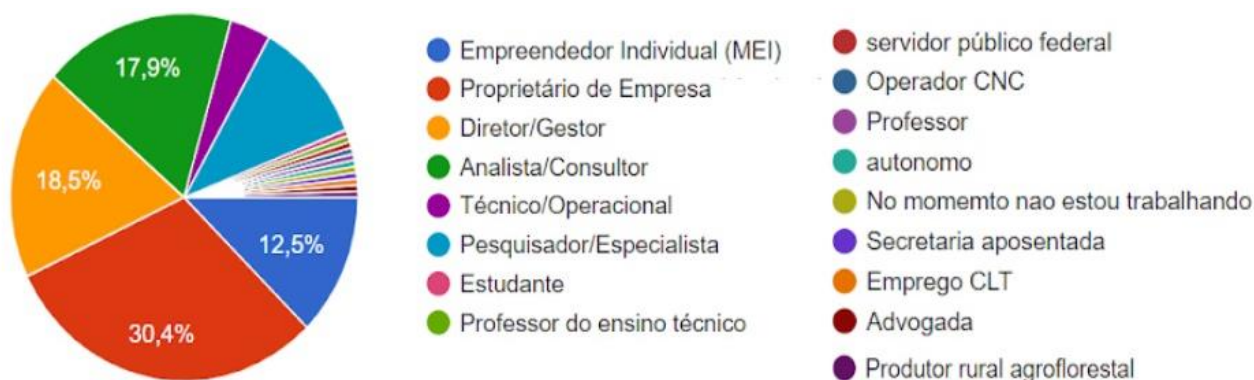 17,9%
18,5%
12,5%
30,4%
Empreendedor Individual (MEI)
Proprietário de Empresa
Diretor/Gestor
Analista/Consultor
Técnico/Operacional
Pesquisador/Especialista
Estudante
Professor do ensino técnico
servidor público federal
Operador CNC
Professor
autonomo
No momemto nao estou trabalhando
Secretaria aposentada
Emprego CLT
Advogada
Produtor rural agroflorestal